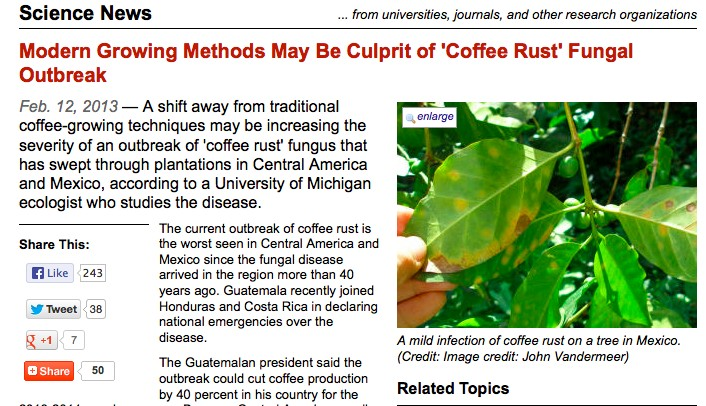 Science News
... from universities, journals, and other research organizations
Modern Growing Methods May Be Culprit of 'Coffee Rust' Fungal
Outbreak
Feb. 12, 2013 — A shift away from traditional
coffee-growing techniques may be increasing the
severity of an outbreak of 'coffee rust' fungus that
has swept through plantations in Central America
and Mexico, according to a University of Michigan
ecologist who studies the disease.
Share This:
Like 243
Tweet 38
+1 7
Share 50
The current outbreak of coffee rust is
the worst seen in Central America and
Mexico since the fungal disease
arrived in the region more than 40
years ago. Guatemala recently joined
Honduras and Costa Rica in declaring
national emergencies over the
disease.
The Guatemalan president said the
outbreak could cut coffee production
by 40 percent in his country for the
enlarge
A mild infection of coffee rust on a tree in Mexico.
(Credit: Image credit: John Vandermeer)
Related Topics